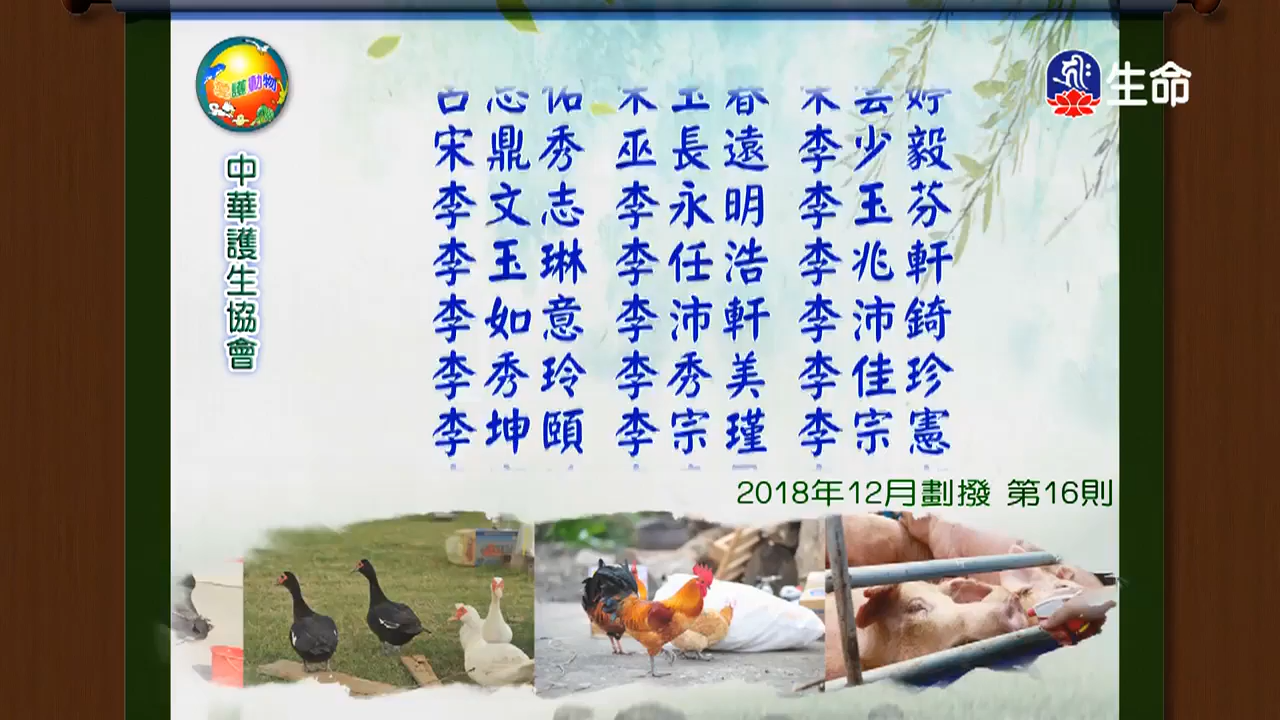 愛護動物
生命
中華護生協會
宋鼎秀 巫長遠 李少毅
李文志 李永明 李玉芬
李玉琳 李任浩 李兆軒
李如意 李沛軒 李沛錡
李秀玲 李秀美 李佳珍
李坤頤 李宗瑾 李宗憲
2018年12月劃撥 第16則